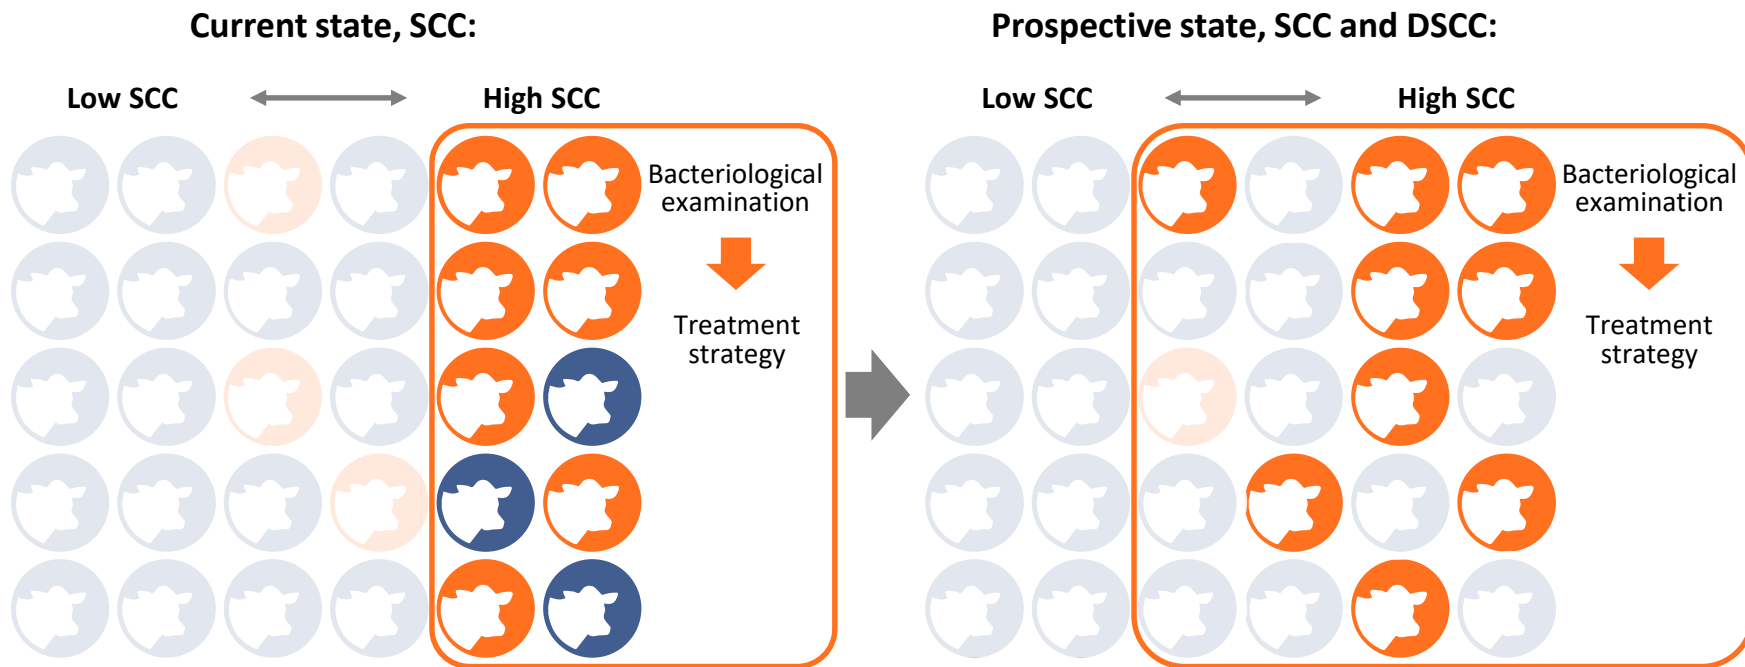 Current state, SCC:
Low SCC
High SCC
Bacteriological
examination
Treatment
strategy
Prospective state, SCC and DSCC:
Low SCC
High SCC
Bacteriological
examination
Treatment
strategy